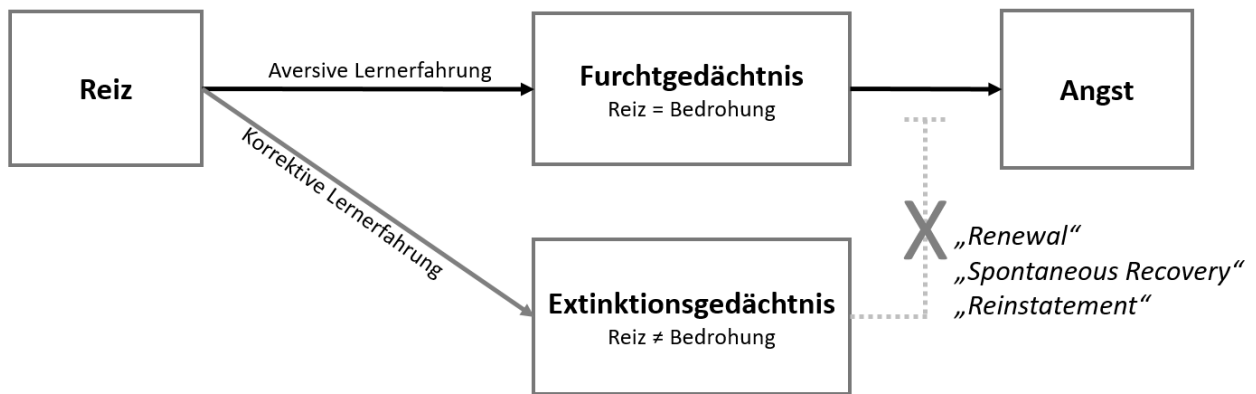 Reiz
Aversive Lernerfahrung
Furchtgedächtnis
Reiz = Bedrohung
Angst
Korrektive Lernerfahrung
Extinktionsgedächtnis
Reiz ≠ Bedrohung
X
„Renewal“
„Spontaneous Recovery“
„Reinstatement“